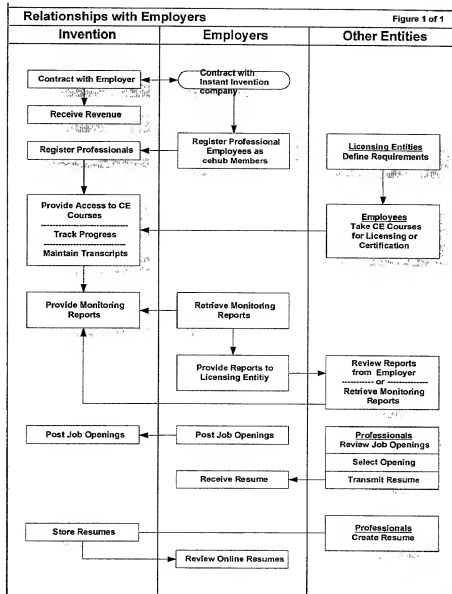 Relationships with Employers
Figure 1 of 1
Invention
Employers
Other Entities
Contract with Employer
Contract with
Instant Invention
company
Receive Revenue
Register Professionals
Register Professional
Employees as
cehub Members
Licensing Entities
Define Requirements
Provide Access to CE
Courses
Track Progress
Maintain Transcripts
Employees
Take CE Courses
for Licensing or
Certification
Provide Monitoring
Reports
Retrieve Monitoring
Reports
Provide Reports to
Licensing Entitiy
Review Reports
from Employer
or
Retrieve Monitoring
Reports
Post Job Openings
Post Job Openings
Professionals
Review Job Openings
Select Opening
Transmit Resume
Receive Resume
Store Resumes
Professionals
Create Resume
Review Online Resumes